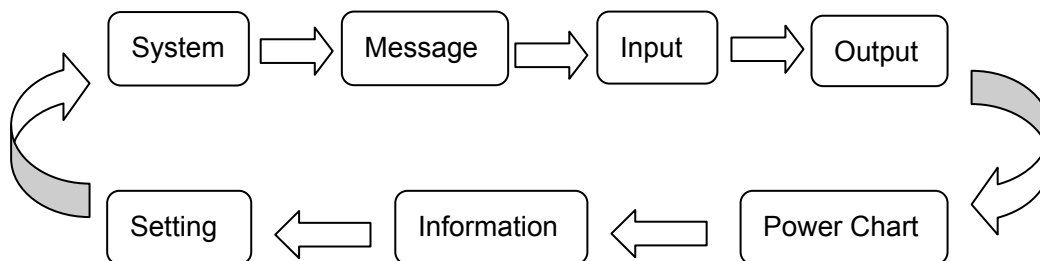 System
Message
Input
Output
Setting
Information
Power Chart